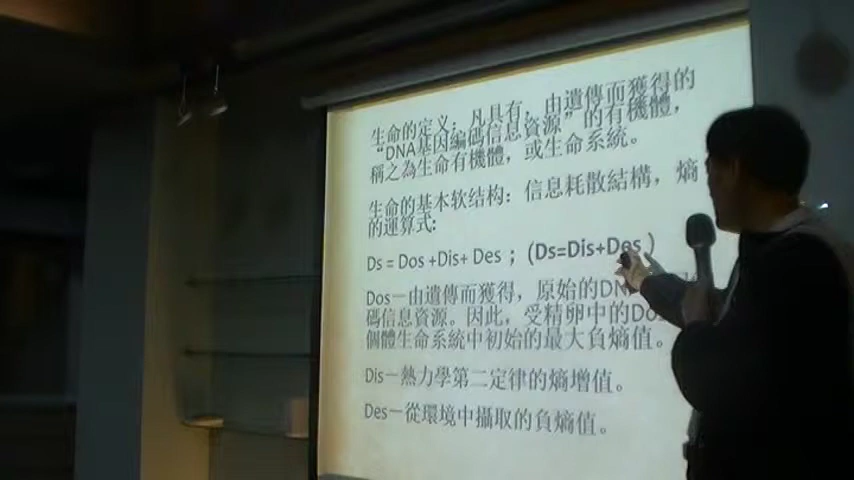 生命的定义：凡具有：由遺傳而獲得的
“DNA基因編碼信息資源”的有機體，
稱之為生命有機體，或生命系統。
生命的基本软结构：信息耗散結構，熵
的運算式:
Ds = Dos +Dis+ Des ；(Ds=Dis+Des )
Dos－由遺傳而獲得，原始的DN
碼信息資源。因此，受精卵中的Do
個體生命系統中初始的最大負熵值。
Dis－熱力學第二定律的熵增值。
Des－從環境中攝取的負熵值。